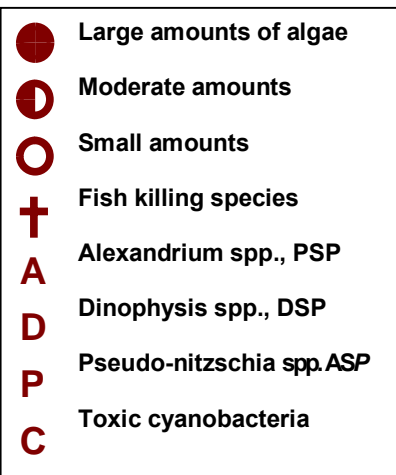 Large amounts of algae
Moderate amounts
Small amounts
Fish killing species
A Alexandrium spp., PSP
D Dinophysis spp., DSP
P Pseudo-nitzschia spp.ASP
C Toxic cyanobacteria